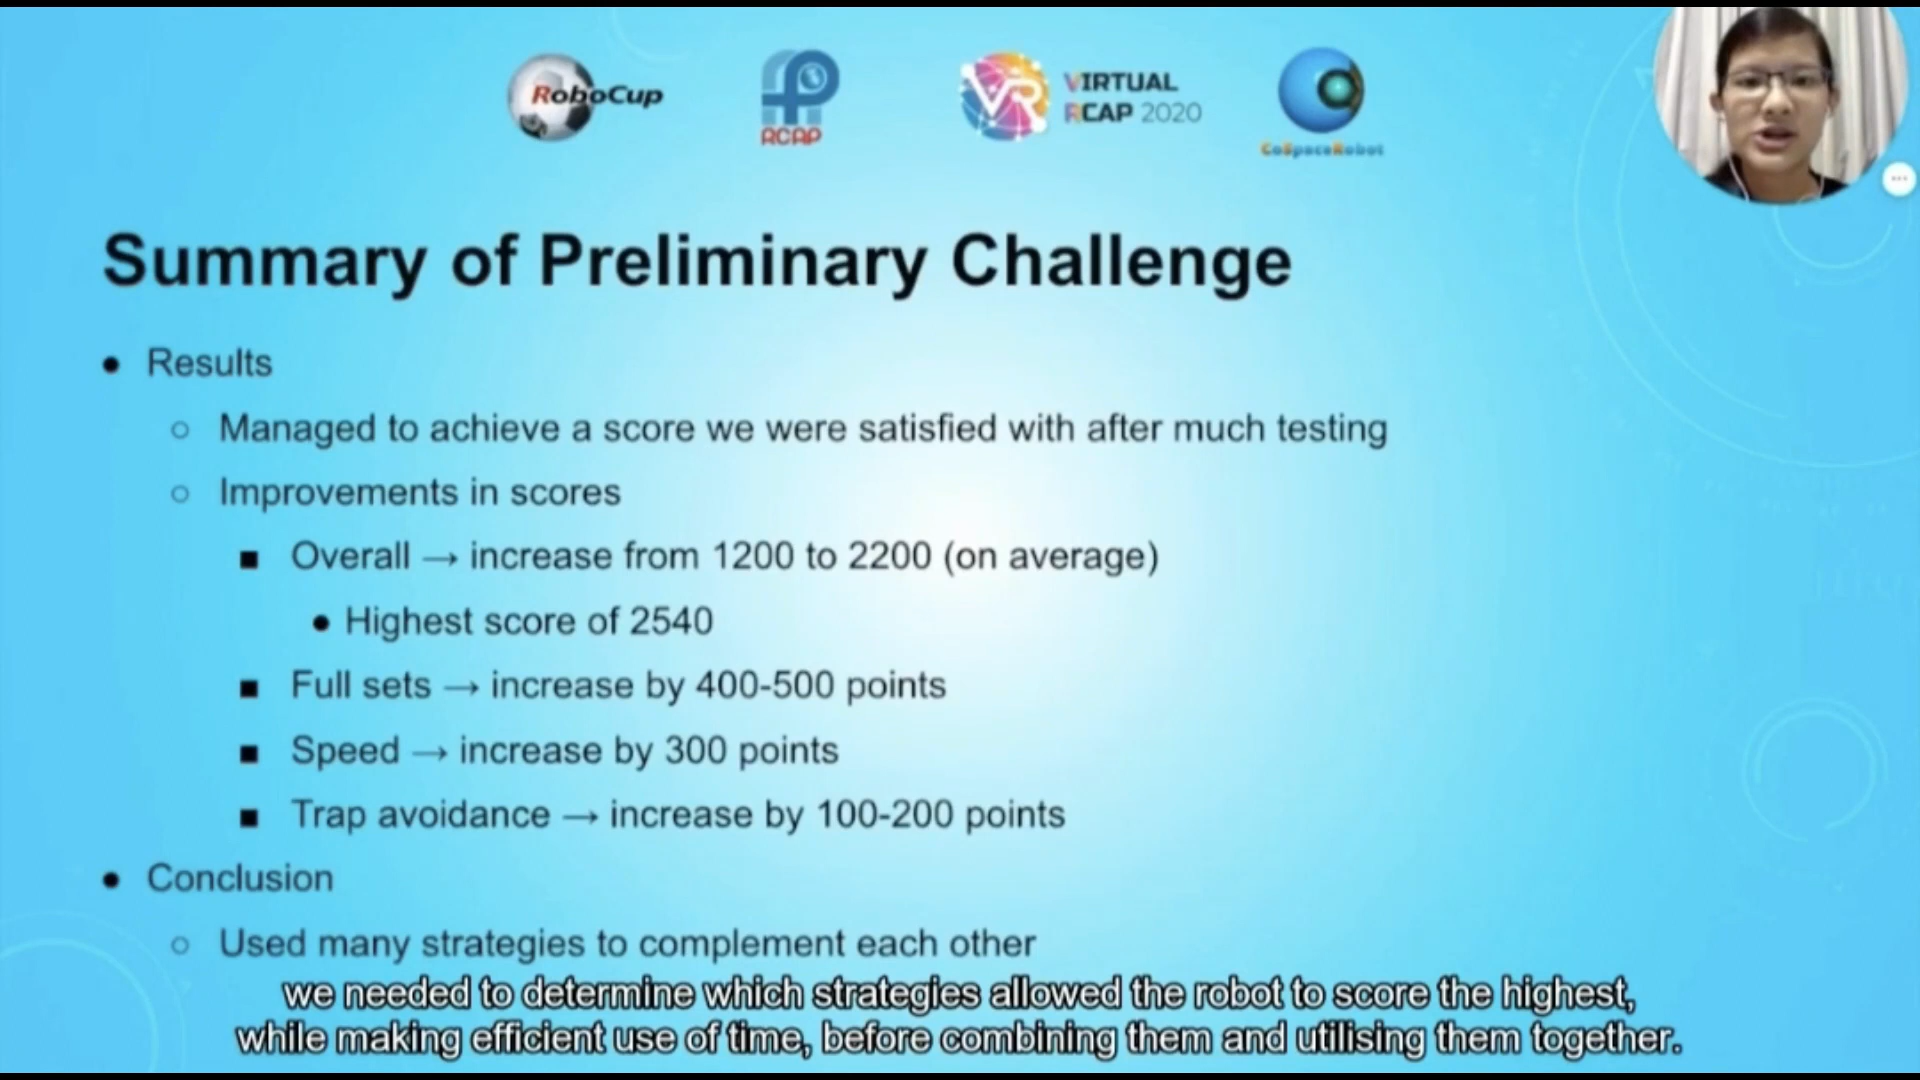 RoboCup
RCAP
VR
VIRTUAL
RCAP 2020
CoSpaceRobot
Summary of Preliminary Challenge
● Results
○ Managed to achieve a score we were satisfied with after much testing
○ Improvements in scores
■ Overall → increase from 1200 to 2200 (on average)
● Highest score of 2540
■ Full sets → increase by 400-500 points
■ Speed → increase by 300 points
■ Trap avoidance → increase by 100-200 points
● Conclusion
○ Used many strategies to complement each other
we needed to determine which strategies allowed the robot to score the highest,
while making efficient use of time, before combining them and utilising them together.